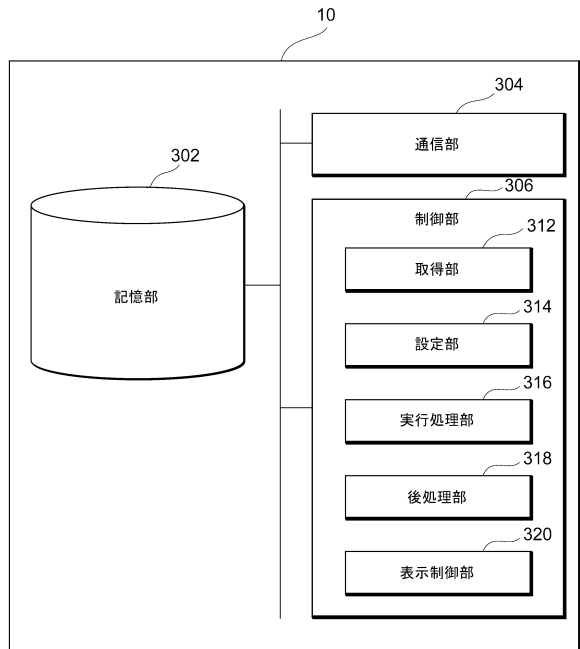 10
304
通信部
302
記憶部
306
制御部
312
取得部
314
設定部
316
実行処理部
318
後処理部
320
表示制御部